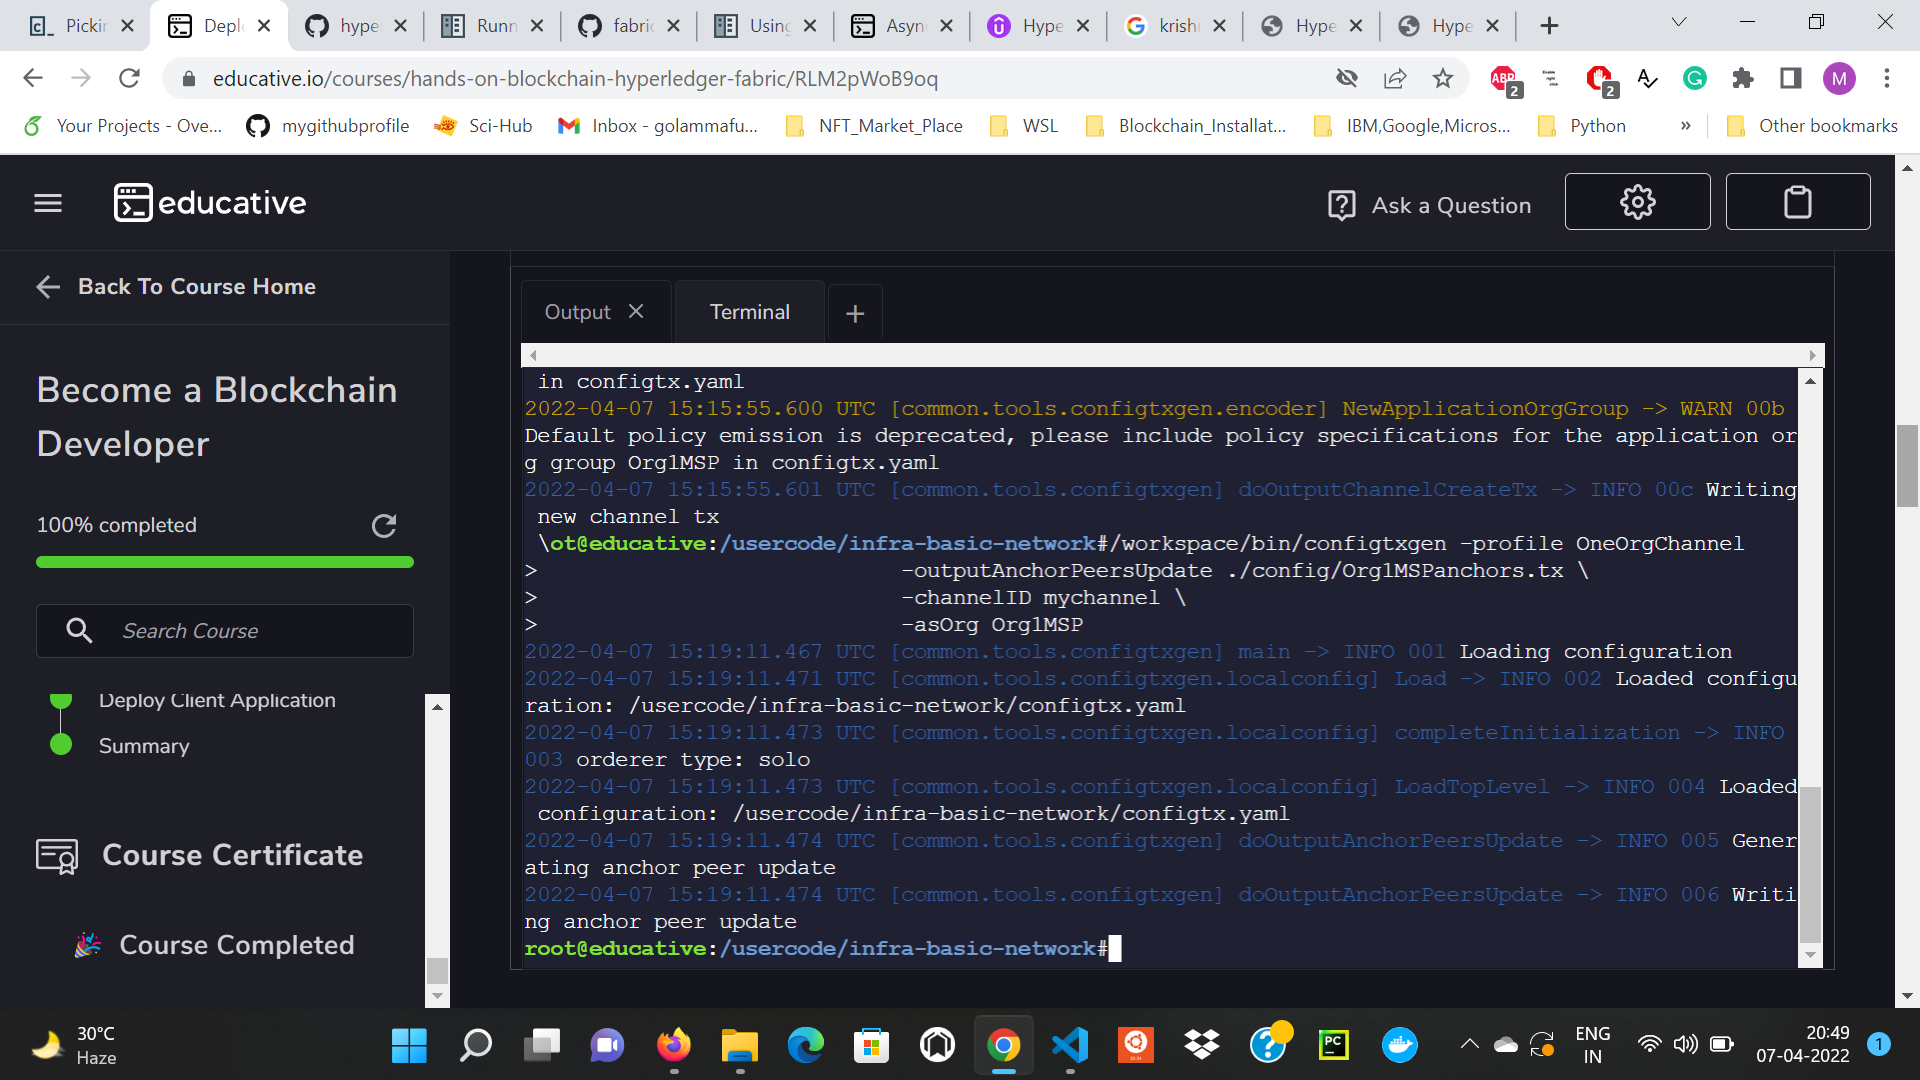 Pickin
Deplo
hype
Runn
fabric
Using
Asyn
Hype
krishn
Hype
Hype
educative.io/courses/hands-on-blockchain-hyperledger-fabric/RLM2pWoB9oq
ABP
2
2
M
Your Projects - Ove...
mygithubprofile
Sci-Hub
Inbox - golammafu...
NFT_Market_Place
WSL
Blockchain_Installat...
IBM,Google,Micros...
Python
»
Other bookmarks
educative
Ask a Question
Back To Course Home
Become a Blockchain
Developer
100% completed
Search Course
Deploy Client Application
Summary
Course Certificate
Course Completed
Output
Terminal
in configtx.yaml
2022-04-07 15:15:55.600 UTC [common.tools.configtxgen.encoder] NewApplicationOrgGroup -> WARN 00b
Default policy emission is deprecated, please include policy specifications for the application or
g group Org1MSP in configtx.yaml
2022-04-07 15:15:55.601 UTC [common.tools.configtxgen] doOutputChannelCreateTx -> INFO 00c Writing
new channel tx
\ot@educative:/usercode/infra-basic-network#/workspace/bin/configtxgen -profile OneOrgChannel
> -outputAnchorPeersUpdate ./config/Org1MSPanchors.tx \
> -channelID mychannel \
> -asOrg Org1MSP
2022-04-07 15:19:11.467 UTC [common.tools.configtxgen] main -> INFO 001 Loading configuration
2022-04-07 15:19:11.471 UTC [common.tools.configtxgen.localconfig] Load -> INFO 002 Loaded configu
ration: /usercode/infra-basic-network/configtx.yaml
2022-04-07 15:19:11.473 UTC [common.tools.configtxgen.localconfig] completeInitialization -> INFO
003 orderer type: solo
2022-04-07 15:19:11.473 UTC [common.tools.configtxgen.localconfig] LoadTopLevel -> INFO 004 Loaded
configuration: /usercode/infra-basic-network/configtx.yaml
2022-04-07 15:19:11.474 UTC [common.tools.configtxgen] doOutputAnchorPeersUpdate -> INFO 005 Gener
ating anchor peer update
2022-04-07 15:19:11.474 UTC [common.tools.configtxgen] doOutputAnchorPeersUpdate -> INFO 006 Writi
ng anchor peer update
root@educative:/usercode/infra-basic-network#
30°C
Haze
PC
ENG
IN
20:49
07-04-2022
1